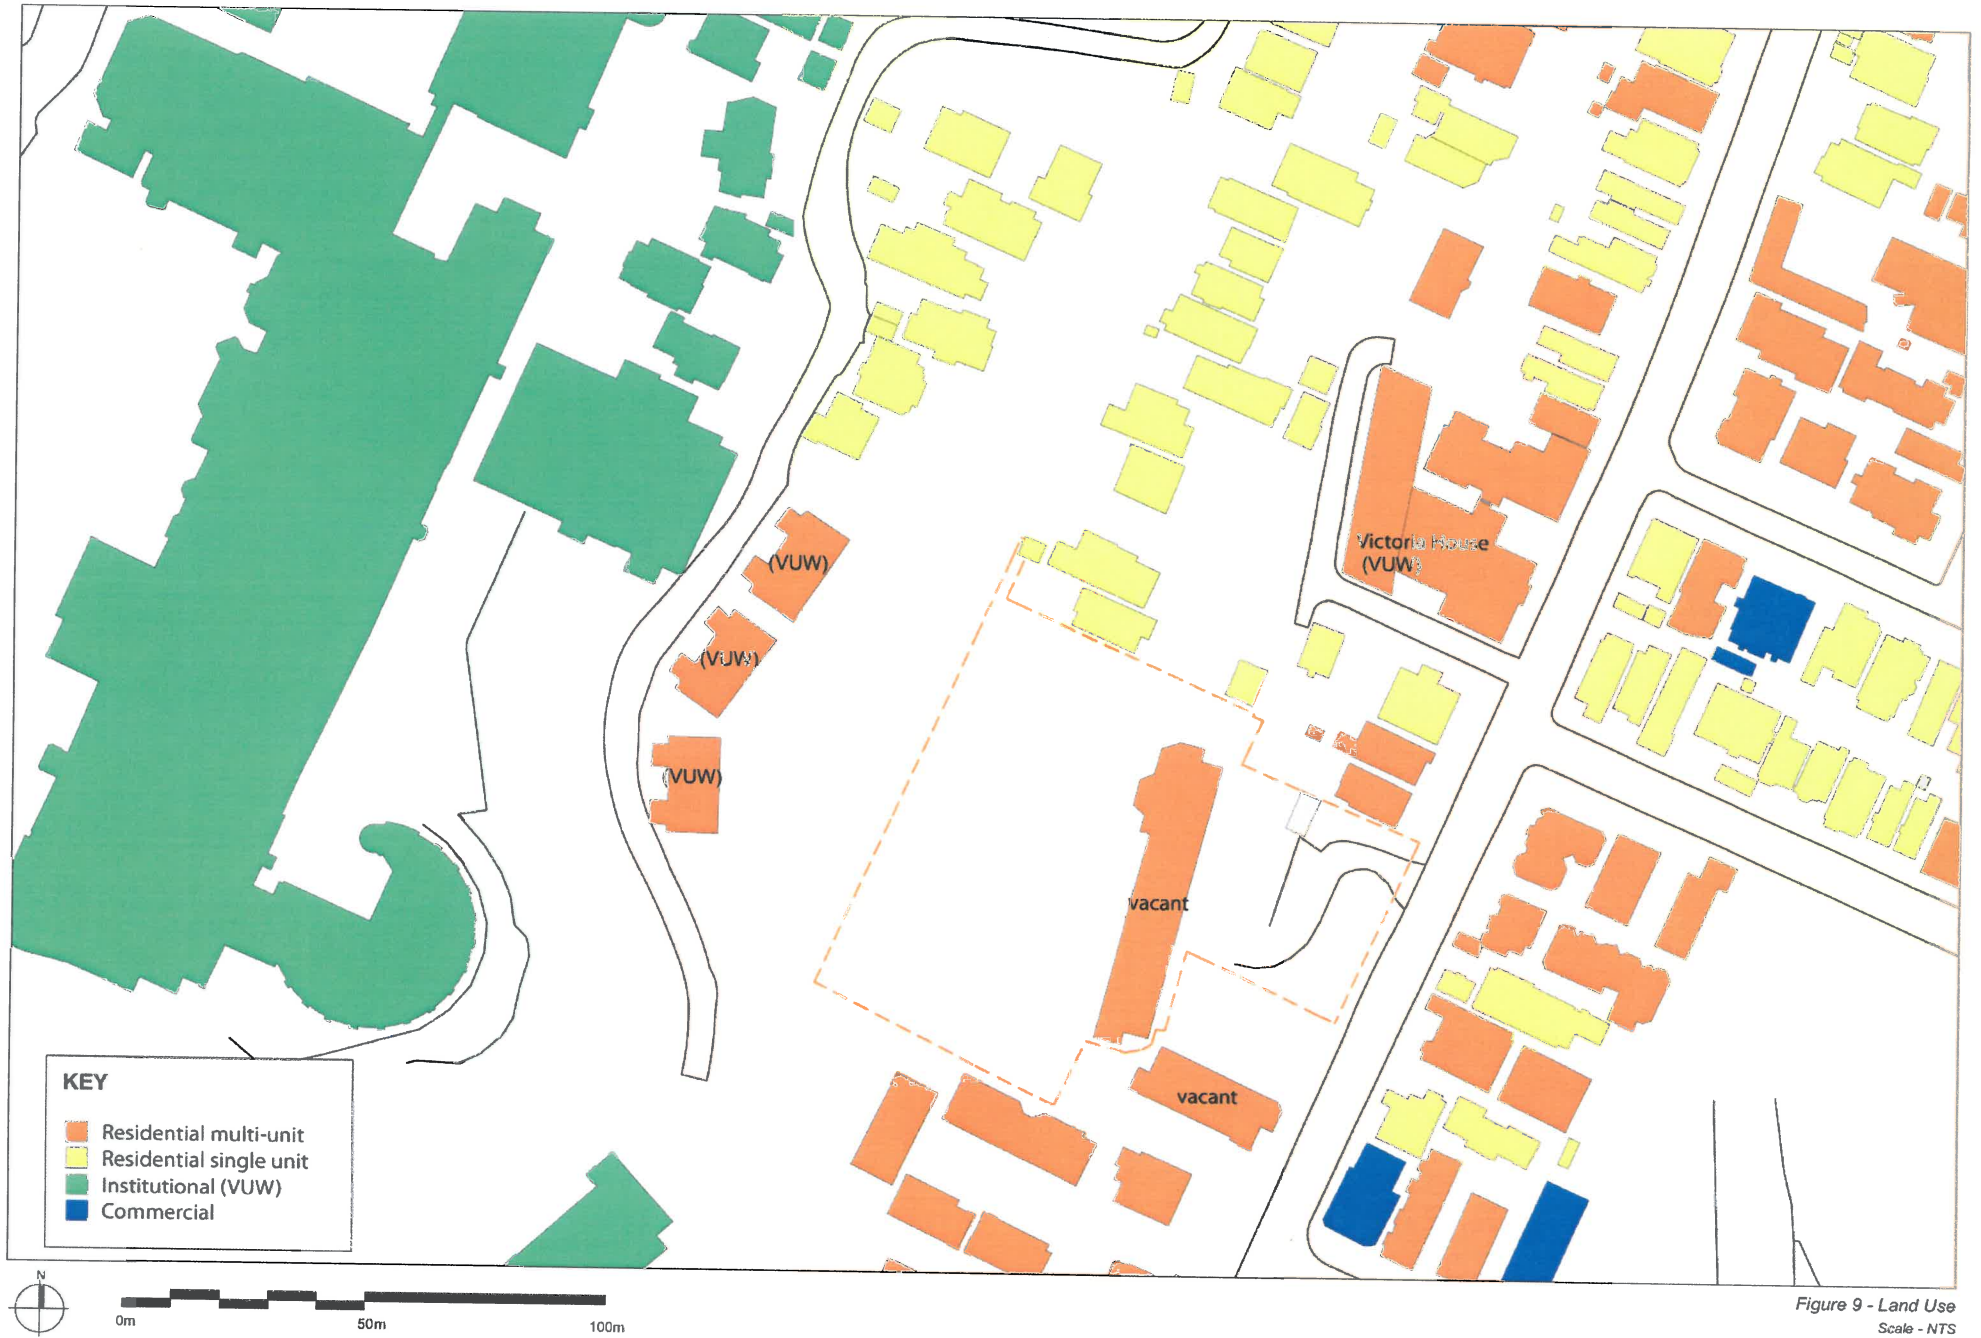 Victoria House
(VUW)
(VUW)
(VUW)
(VUW)
vacant
vacant
KEY
Residential multi-unit
Residential single unit
Institutional (VUW)
Commercial
N
0m
50m
100m
Figure 9 - Land Use
Scale - NTS